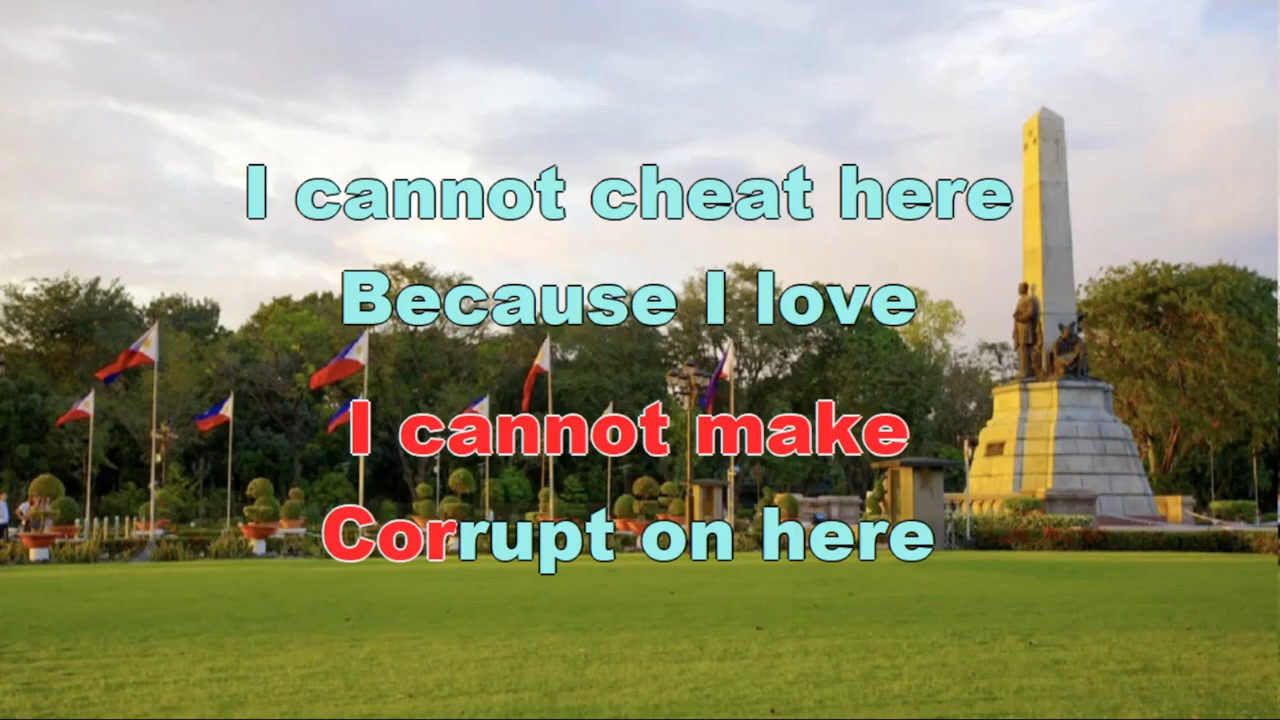 I cannot cheat here
Because I love
I cannot make
Corrupt on here